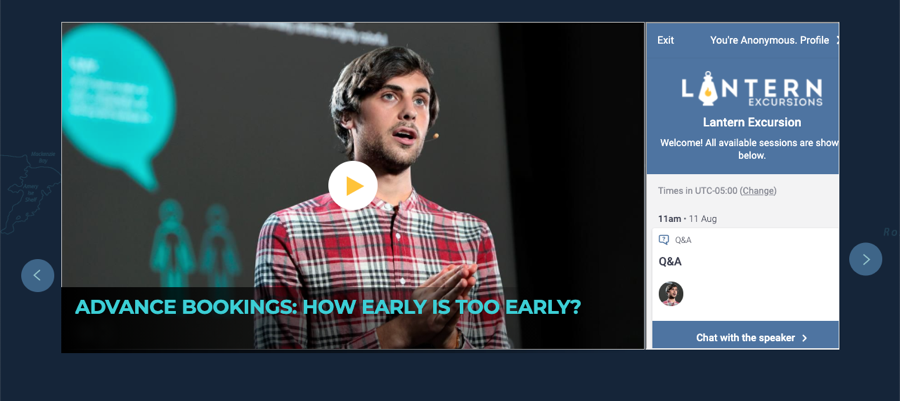 Q&A
ADVANCE BOOKINGS: HOW EARLY IS TOO EARLY?
Exit
You're Anonymous. Profile
LANTERN
EXCURSIONS
Lantern Excursion
Welcome! All available sessions are show
below.
Times in UTC-05:00 (Change)
11am • 11 Aug
Q&A
Q&A
Chat with the speaker